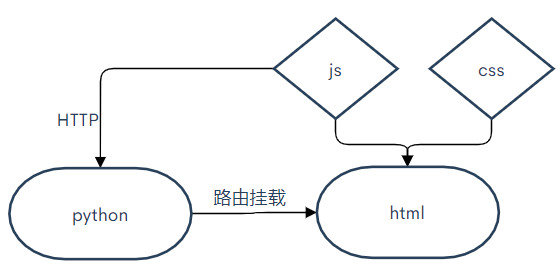 js
css
HTTP
路由挂载
python
html